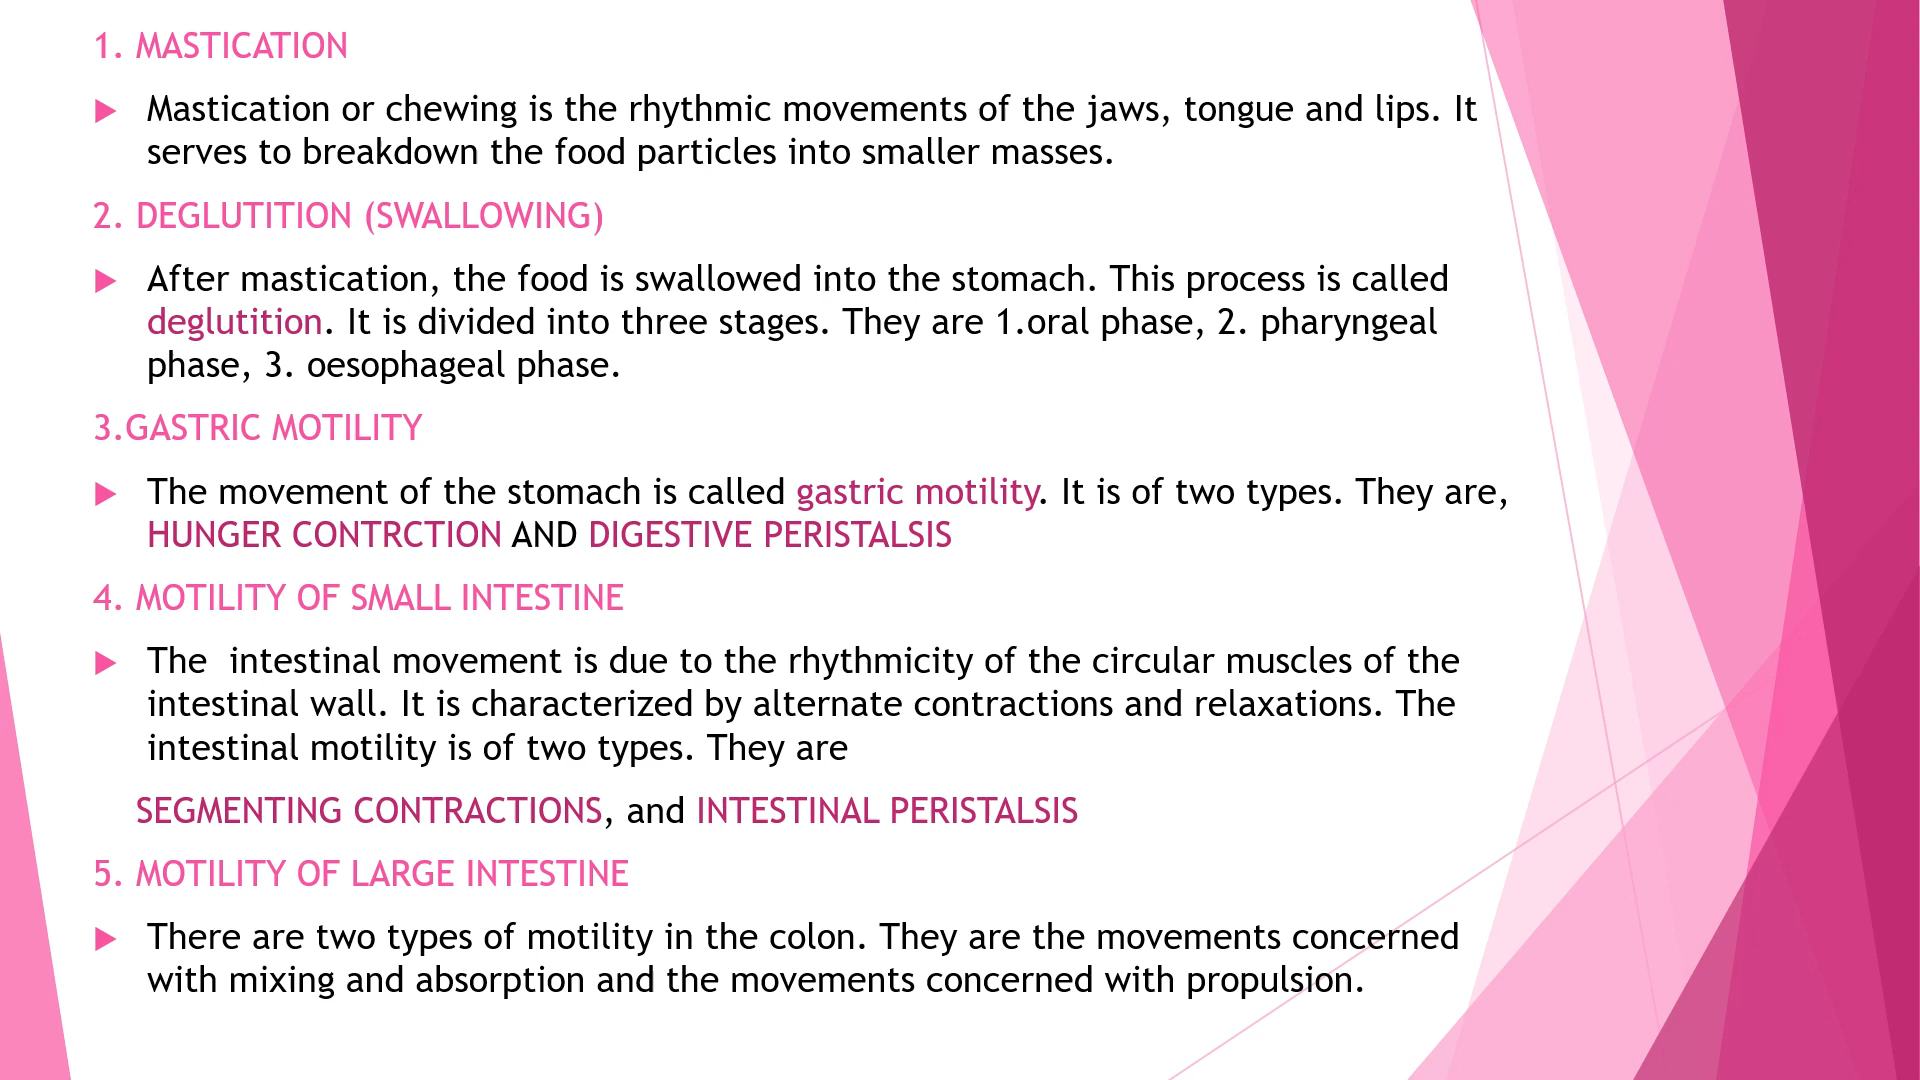 1. MASTICATION
Mastication or chewing is the rhythmic movements of the jaws, tongue and lips. It
serves to breakdown the food particles into smaller masses.
2. DEGLUTITION (SWALLOWING)
After mastication, the food is swallowed into the stomach. This process is called
deglutition. It is divided into three stages. They are 1.oral phase, 2. pharyngeal
phase, 3. oesophageal phase.
3.GASTRIC MOTILITY
The movement of the stomach is called gastric motility. It is of two types. They are,
HUNGER CONTRCTION AND DIGESTIVE PERISTALSIS
4. MOTILITY OF SMALL INTESTINE
The  intestinal movement is due to the rhythmicity of the circular muscles of the
intestinal wall. It is characterized by alternate contractions and relaxations. The
intestinal motility is of two types. They are
SEGMENTING CONTRACTIONS, and INTESTINAL PERISTALSIS
5. MOTILITY OF LARGE INTESTINE
There are two types of motility in the colon. They are the movements concerned
with mixing and absorption and the movements concerned with propulsion.